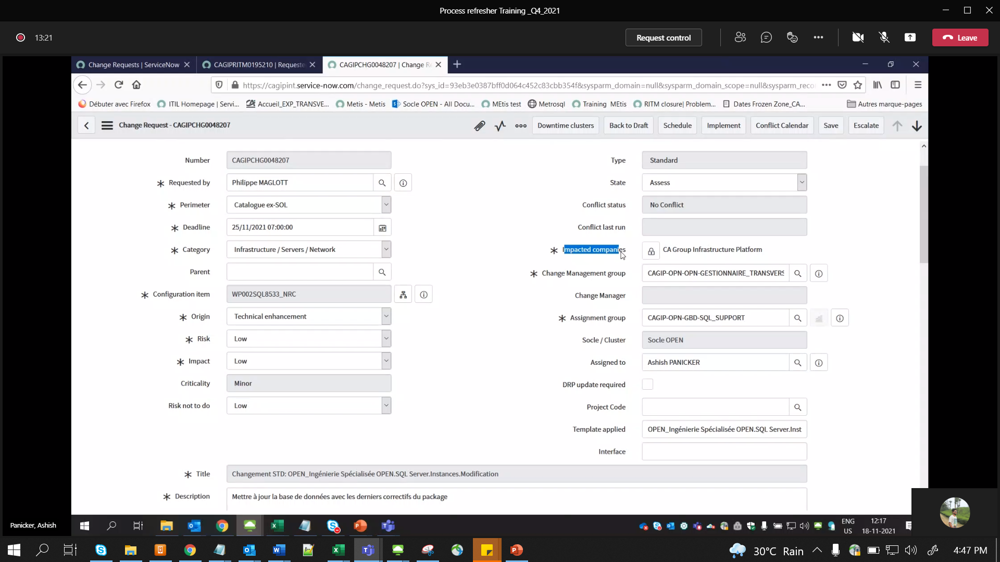 Process refresher Training _Q4_2021
13:21
Request control
Leave
Change Requests | ServiceNow
CAGIPRITM0195210 | Requeste
CAGIPCHG0048207 | Change R
https://cagipint.service-now.com/change_request.do?sys_id=93eb3e0387bff0d064c452c83cbb354f&sysparm_domain=null&sysparm_domain_scope=null&sysparm_reco
Débuter avec Firefox
ITIL Homepage | Servi...
Accueil_EXP_TRANSVE...
Metis - Metis
Socle OPEN - All Docu...
MEtis test
Metrosql
Training MEtis
RITM closure| Problem...
Dates Frozen Zone_CA...
Autres marque-pages
Change Request - CAGIPCHG0048207
Downtime clusters
Back to Draft
Schedule
Implement
Conflict Calendar
Save
Escalate
Number CAGIPCHG0048207
Type Standard
Requested by Philippe MAGLOTT
State Assess
Perimeter Catalogue ex-SOL
Conflict status No Conflict
Deadline 25/11/2021 07:00:00
Conflict last run
Category Infrastructure / Servers / Network
Impacted companies CA Group Infrastructure Platform
Parent
Change Management group CAGIP-OPN-OPN-GESTIONNAIRE_TRANSVERS
Configuration item WP002SQL8533_NRC
Change Manager
Origin Technical enhancement
Assignment group CAGIP-OPN-GBD-SQL_SUPPORT
Risk Low
Socle / Cluster Socle OPEN
Impact Low
Assigned to Ashish PANICKER
Criticality Minor
DRP update required
Risk not to do Low
Project Code
Template applied OPEN_Ingénierie Spécialisée OPEN.SQL Server.Inst
Interface
Title Changement STD: OPEN_Ingénierie Spécialisée OPEN.SQL Server.Instances.Modification
Description Mettre à jour la base de données avec les derniers correctifs du package
Panicker, Ashish
ENG
US
12:17
18-11-2021
30°C Rain
4:47 PM